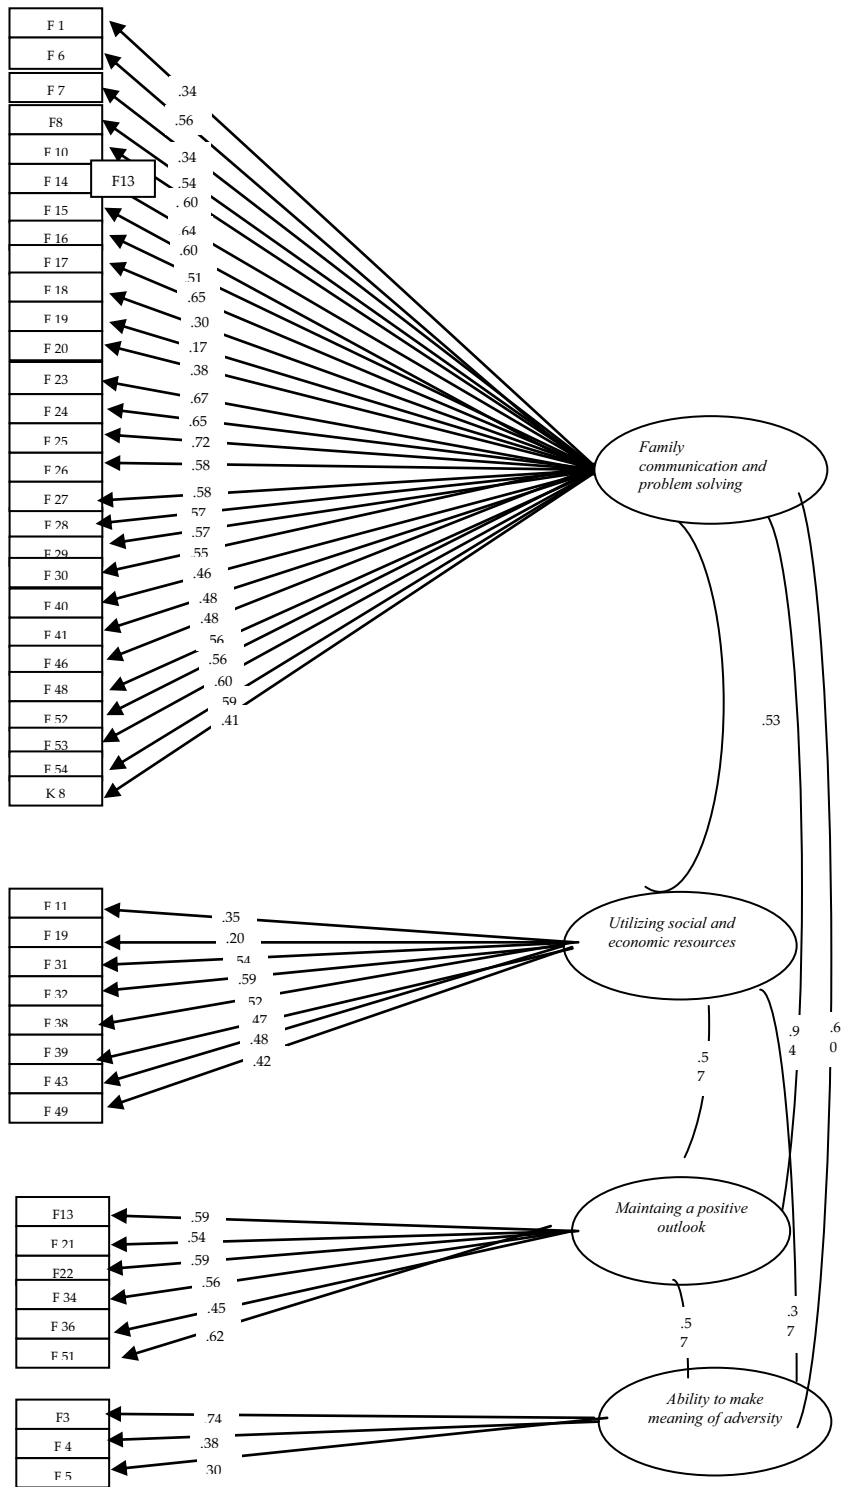 F 1
F 6
F 7
F8
F 10
F 14
F13
F 15
F 16
F 17
F 18
F 19
F 20
F 23
F 24
F 25
F 26
F 27
F 28
F 29
F 30
F 40
F 41
F 46
F 48
F 52
F 53
F 54
K 8
.34
.56
.34
.54
. 60
.64
.60
.51
.65
.30
.17
.38
.67
.65
.72
.58
.58
.57
.57
.55
.46
.48
.48
.56
.56
.60
.59
.41
Family
communication and
problem solving
.53
F 11
F 19
F 31
F 32
F 38
F 39
F 43
F 49
.35
.20
.54
.59
.52
.47
.48
.42
Utilizing social and
economic resources
.5
7
.9
4
.6
0
F13
F 21
F22
F 34
F 36
F 51
.59
.54
.59
.56
.45
.62
Maintaing a positive
outlook
.5
7
.3
7
F3
F 4
F 5
.74
.38
.30
Ability to make
meaning of adversity